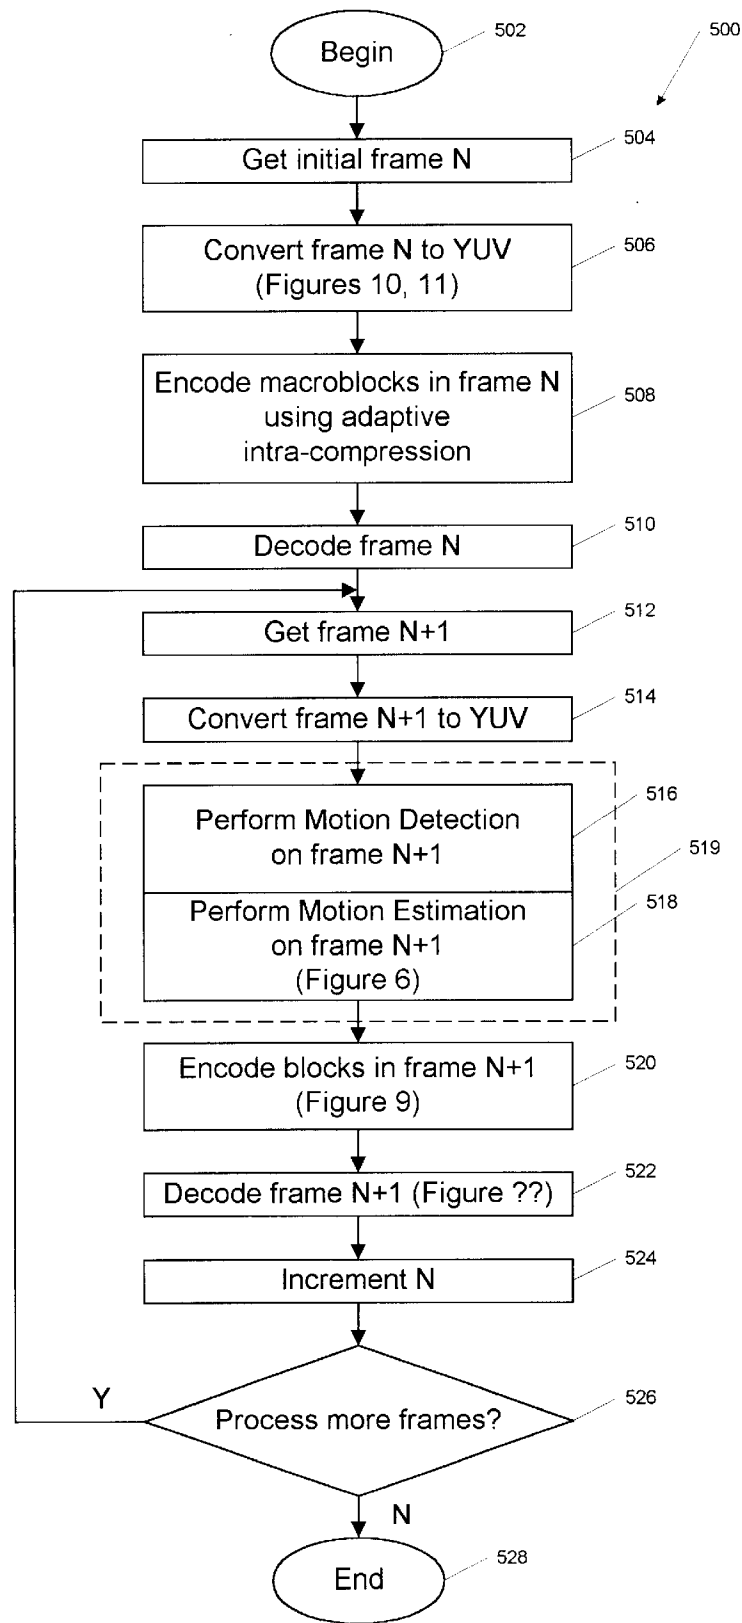 Begin
502
500
Get initial frame N
504
Convert frame N to YUV
(Figures 10, 11)
506
Encode macroblocks in frame N
using adaptive
intra-compression
508
Decode frame N
510
Get frame N+1
512
Convert frame N+1 to YUV
514
Perform Motion Detection
on frame N+1
516
519
Perform Motion Estimation
on frame N+1
(Figure 6)
518
Encode blocks in frame N+1
(Figure 9)
520
Decode frame N+1 (Figure ??)
522
Increment N
524
Y
Process more frames?
526
N
End
528